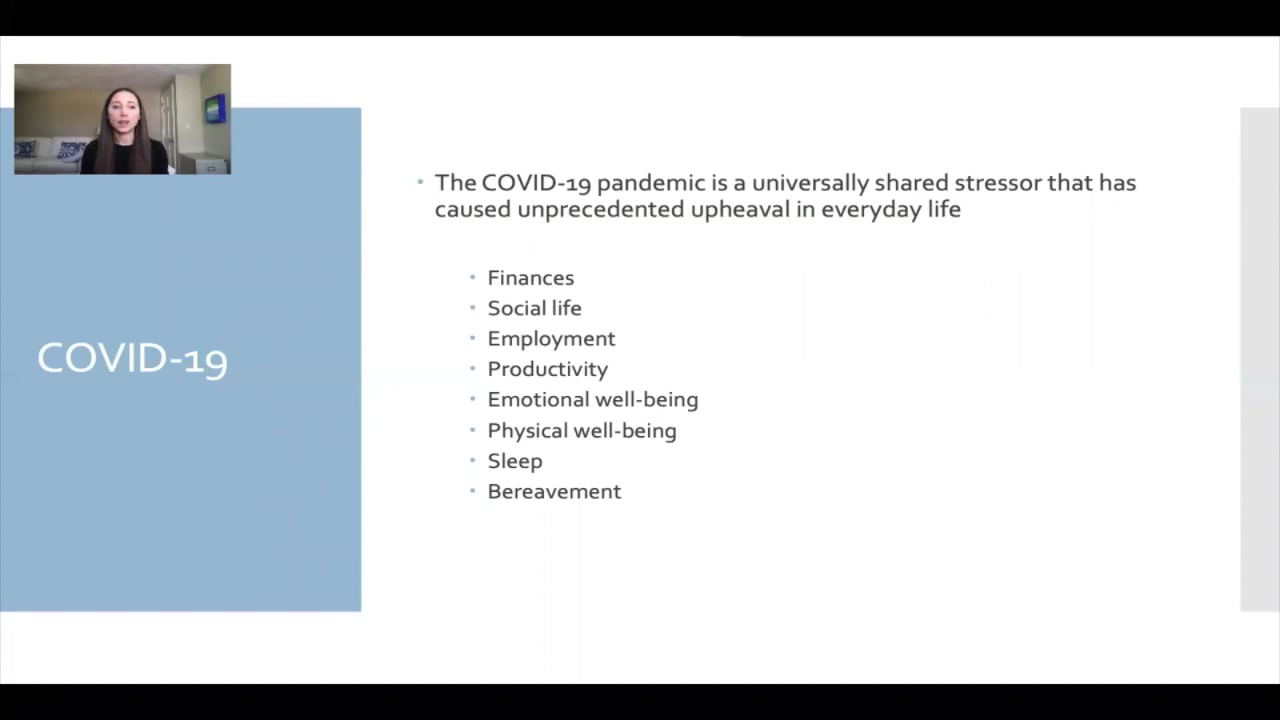 COVID-19
• The COVID-19 pandemic is a universally shared stressor that has
caused unprecedented upheaval in everyday life
• Finances
• Social life
• Employment
• Productivity
• Emotional well-being
• Physical well-being
• Sleep
• Bereavement